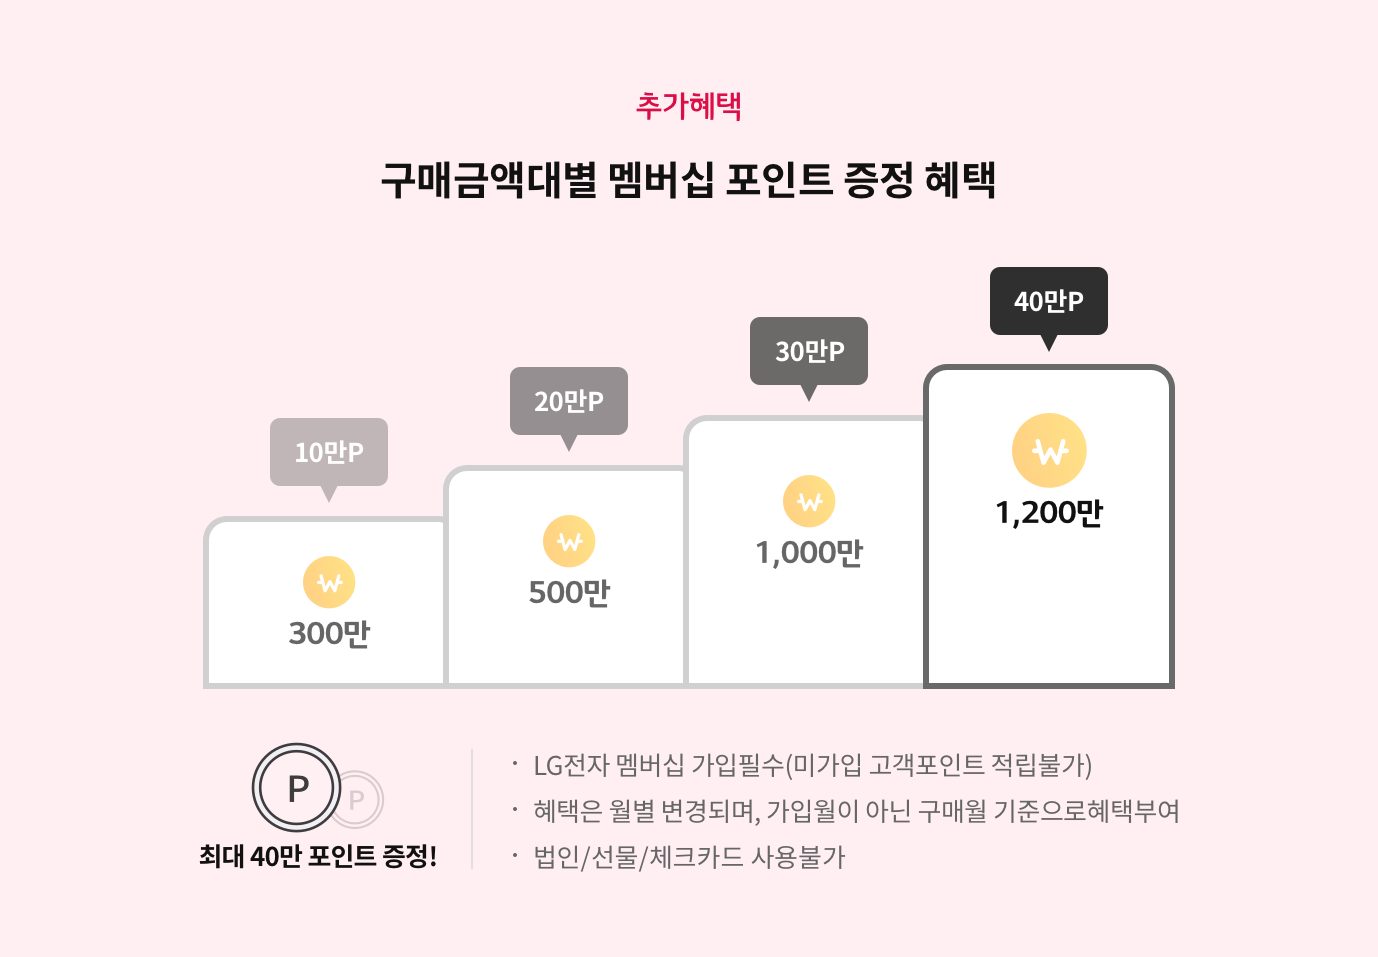 추가혜택
구매금액대별 멤버십 포인트 증정 혜택
10만P
20만P
30만P
40만P
₩
300만
₩
500만
₩
1,000만
₩
1,200만
P
P
최대 40만 포인트 증정!
· LG전자 멤버십 가입필수(미가입 고객포인트 적립불가)
· 혜택은 월별 변경되며, 가입월이 아닌 구매월 기준으로혜택부여
· 법인/선물/체크카드 사용불가